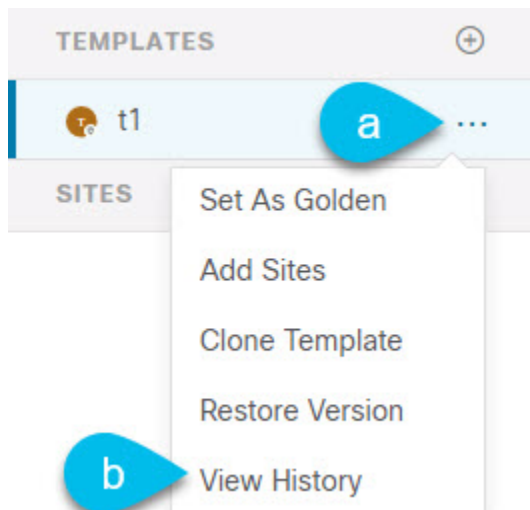 TEMPLATES
T t1
a
...
SITES
Set As Golden
Add Sites
Clone Template
Restore Version
b
View History